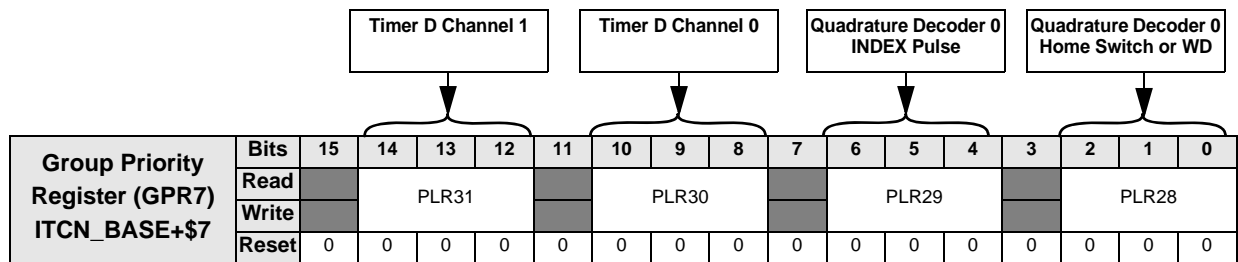 Timer D Channel 1
Timer D Channel 0
Quadrature Decoder 0
INDEX Pulse
Quadrature Decoder 0
Home Switch or WD
Group Priority
Register (GPR7)
ITCN_BASE+$7
Bits 15 14 13 12 11 10 9 8 7 6 5 4 3 2 1 0
Read
Write
PLR31 PLR30 PLR29 PLR28
Reset 0 0 0 0 0 0 0 0 0 0 0 0 0 0 0 0